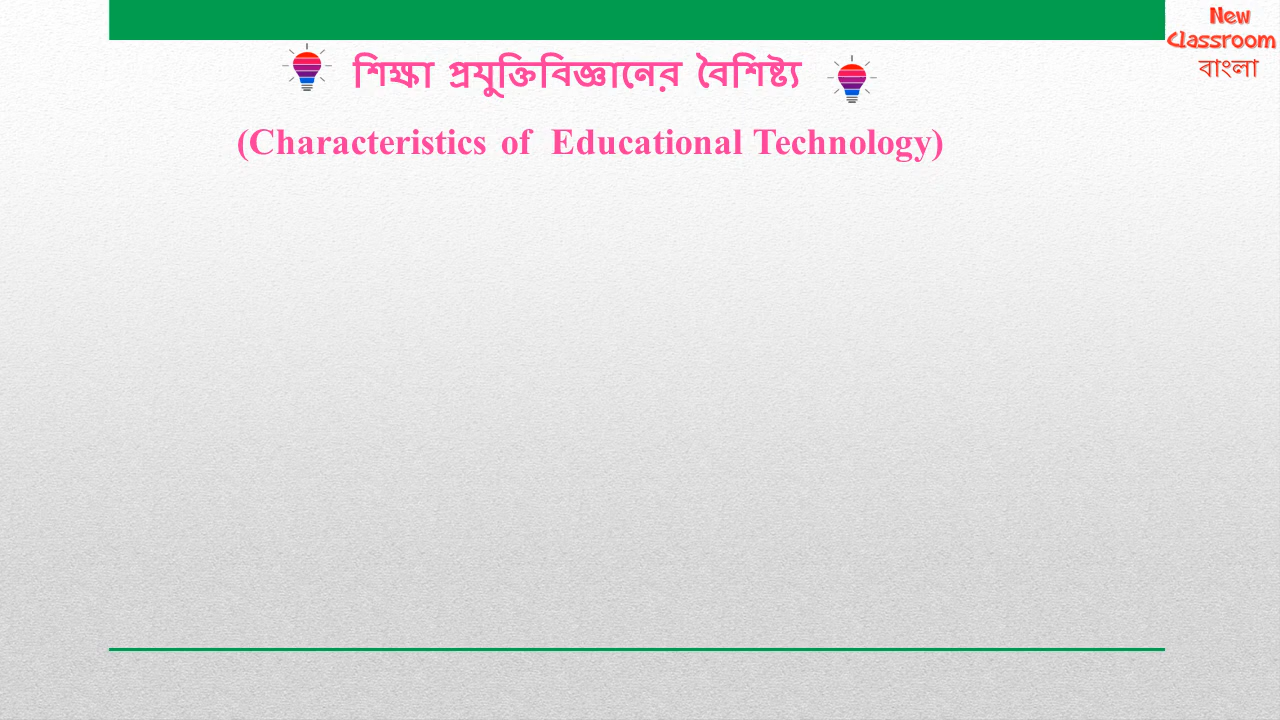 New
Classroom
বাংলা
শিক্ষা প্রযুক্তিবিজ্ঞানের বৈশিষ্ট্য
(Characteristics of Educational Technology)